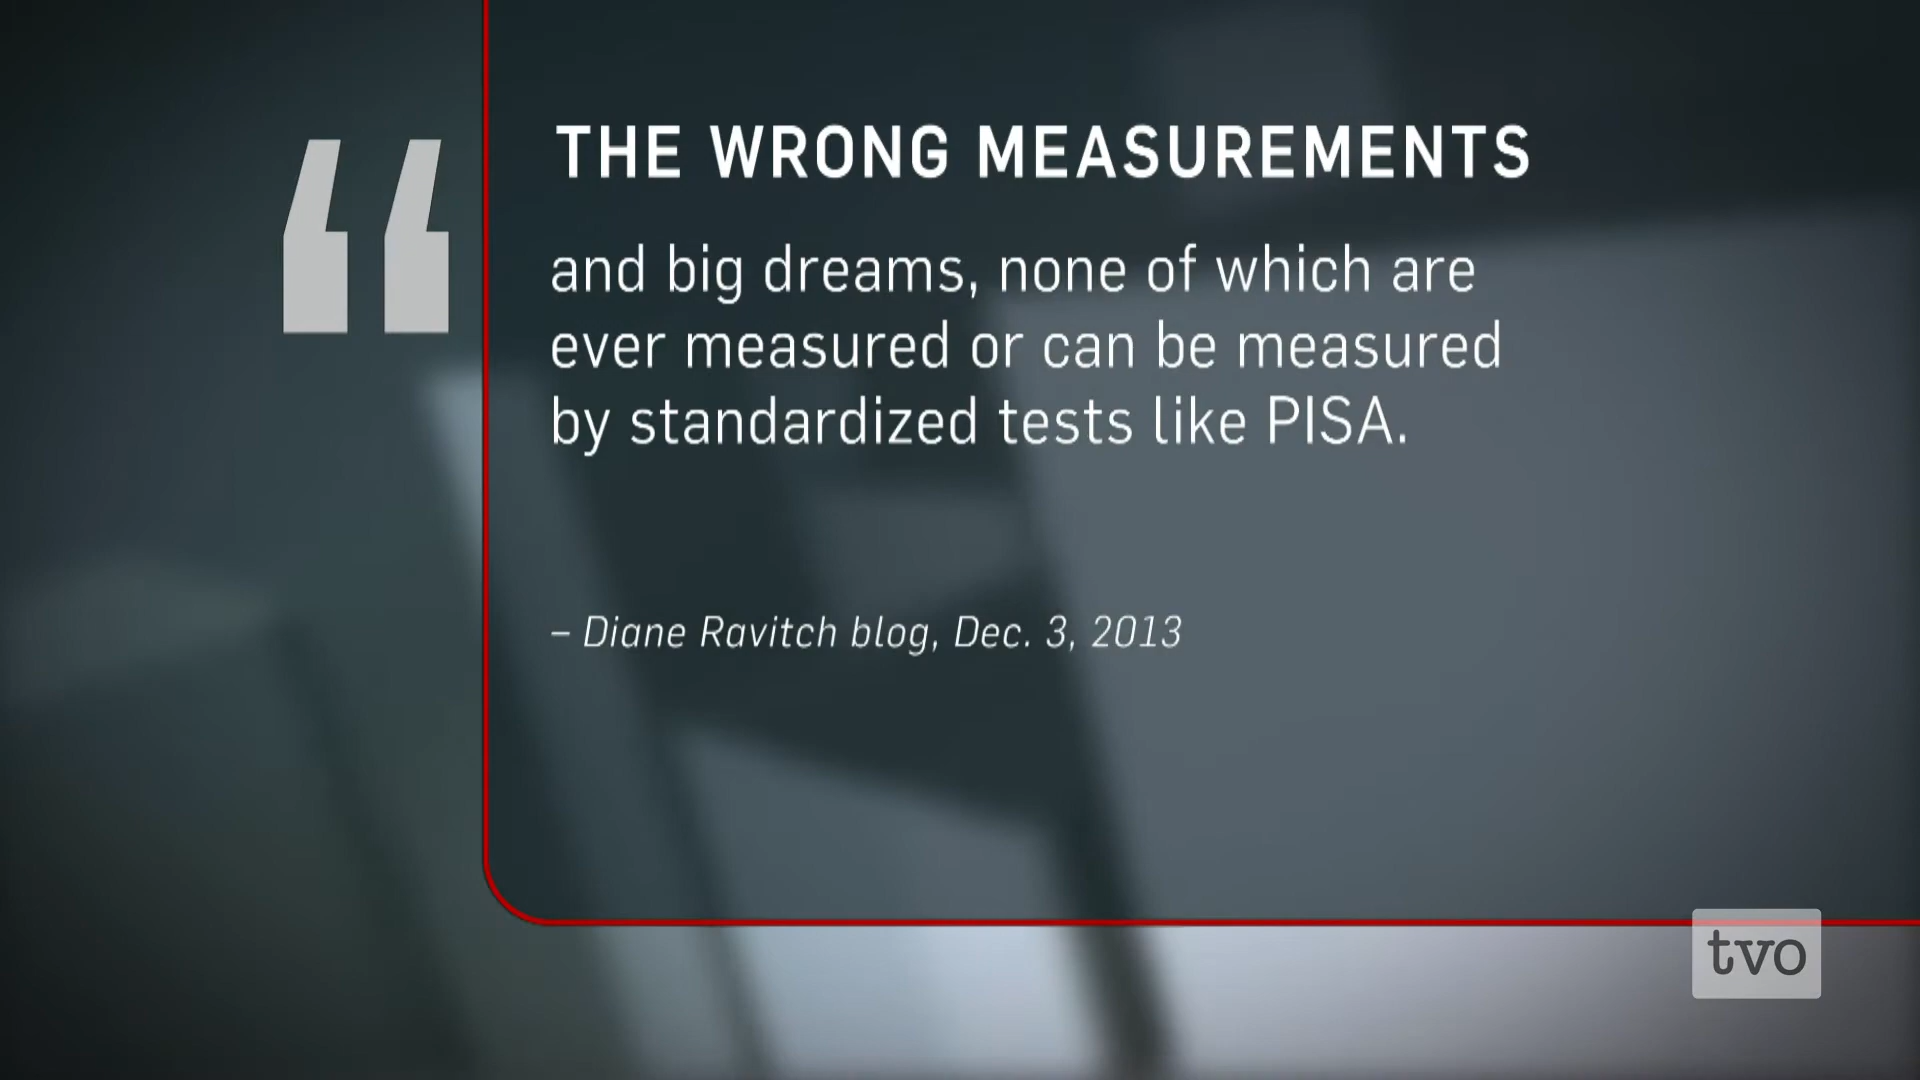 “
THE WRONG MEASUREMENTS
and big dreams, none of which are
ever measured or can be measured
by standardized tests like PISA.
– Diane Ravitch blog, Dec. 3, 2013
tvo